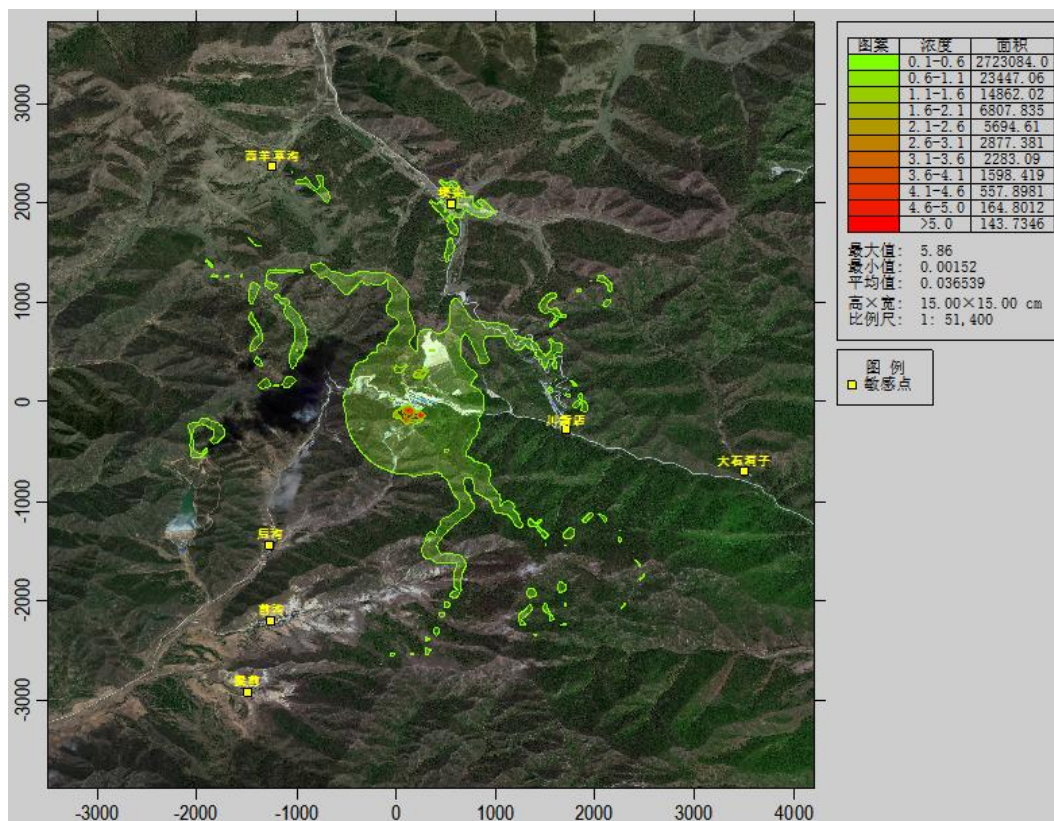 3000
2000
1000
0
-1000
-2000
-3000
-3000
-2000
-1000
0
1000
2000
3000
4000
西羊草沟
川南店
大石洞子
后沟
图案 浓度 面积
0.1-0.6 2723084.0
0.6-1.1 23447.06
1.1-1.6 14862.02
1.6-2.1 6807.835
2.1-2.6 5694.61
2.6-3.1 2877.381
3.1-3.6 2283.09
3.6-4.1 1598.419
4.1-4.6 557.8981
4.6-5.0 164.8012
>5.0 143.7346
最大值: 5.86
最小值: 0.00152
平均值: 0.036539
高×宽: 15.00×15.00 cm
比例尺: 1: 51,400
图 例
敏感点